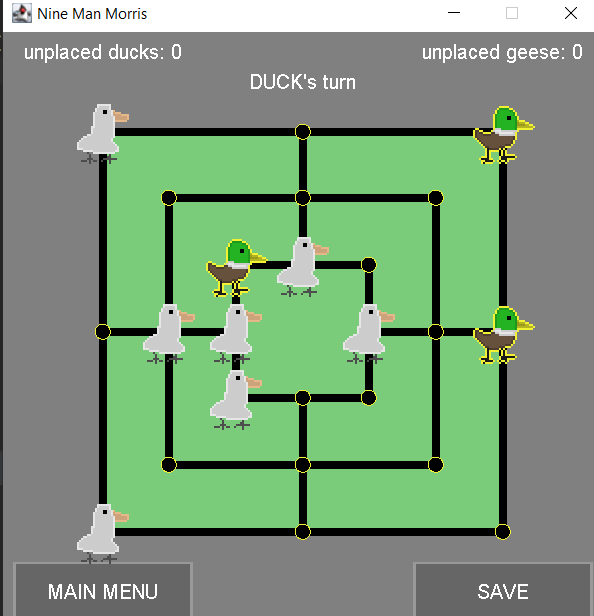 Nine Man Morris
unplaced ducks: 0
unplaced geese: 0
DUCK's turn
MAIN MENU
SAVE